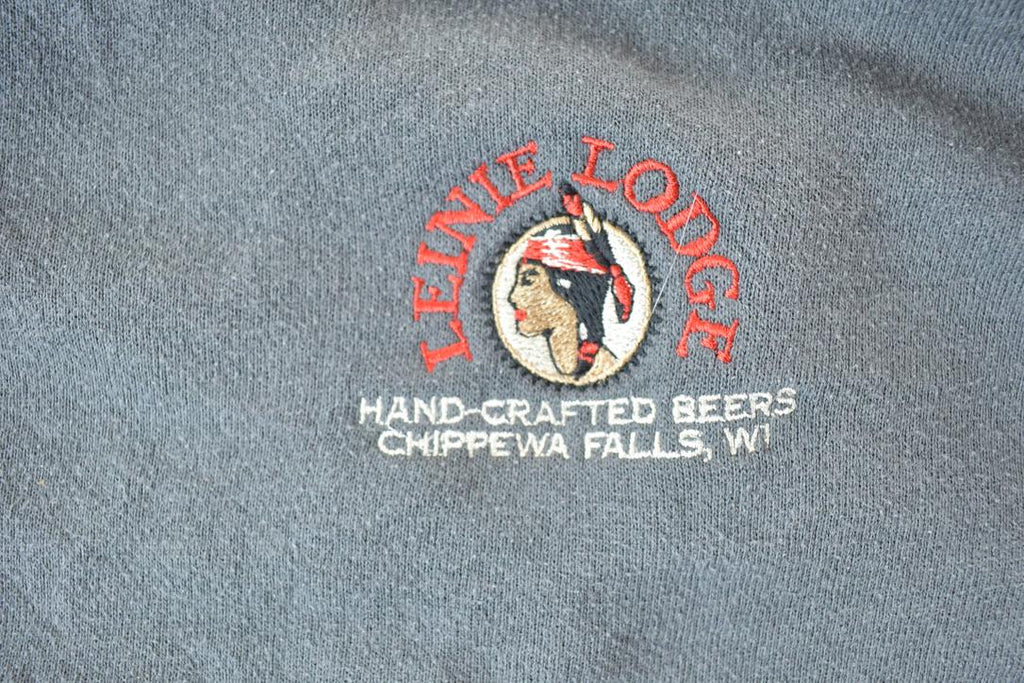 LEINIE LODGE
HAND-CRAFTED BEERS
CHIPPEWA FALLS, WI